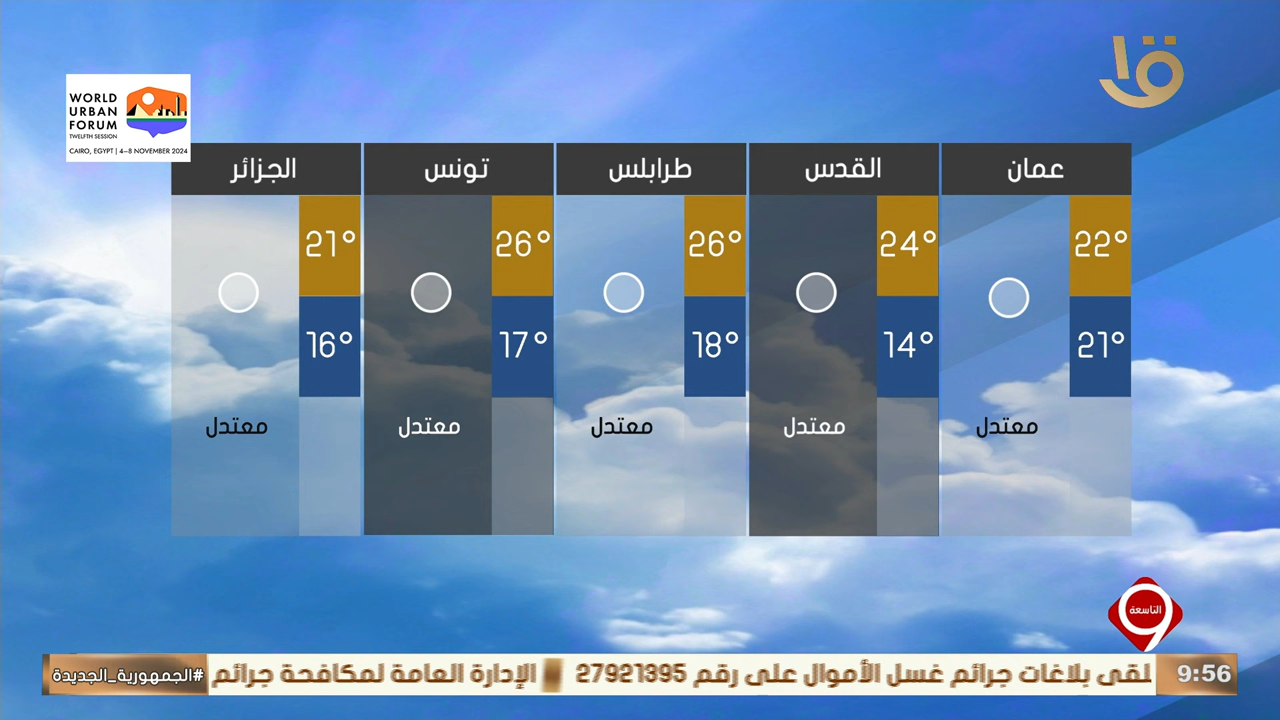 WORLD
URBAN
FORUM
TWELFTH SESSION
CAIRO, EGYPT | 4–8 NOVEMBER 2024
عمان
22°
21°
معتدل
القدس
24°
14°
معتدل
طرابلس
26°
18°
معتدل
تونس
26°
17°
معتدل
الجزائر
21°
16°
معتدل
التاسعة
9
9:56
لقى بلاغات جرائم غسل الأموال على رقم 27921395 الإدارة العامة لمكافحة جرائم
#الجمهورية_الجديدة